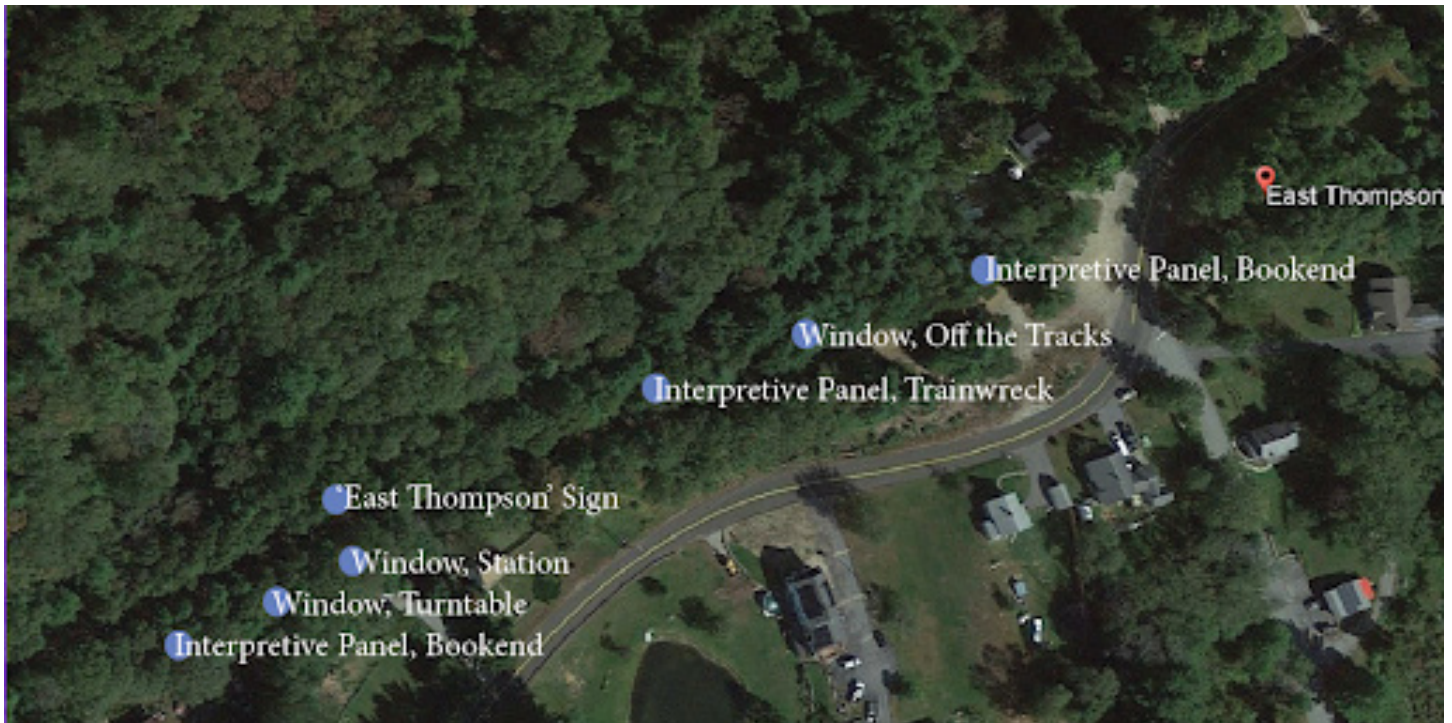 East Thompson
Interpretive Panel, Bookend
Window, Off the Tracks
Interpretive Panel, Trainwreck
‘East Thompson’ Sign
Window, Station
Window, Turntable
Interpretive Panel, Bookend